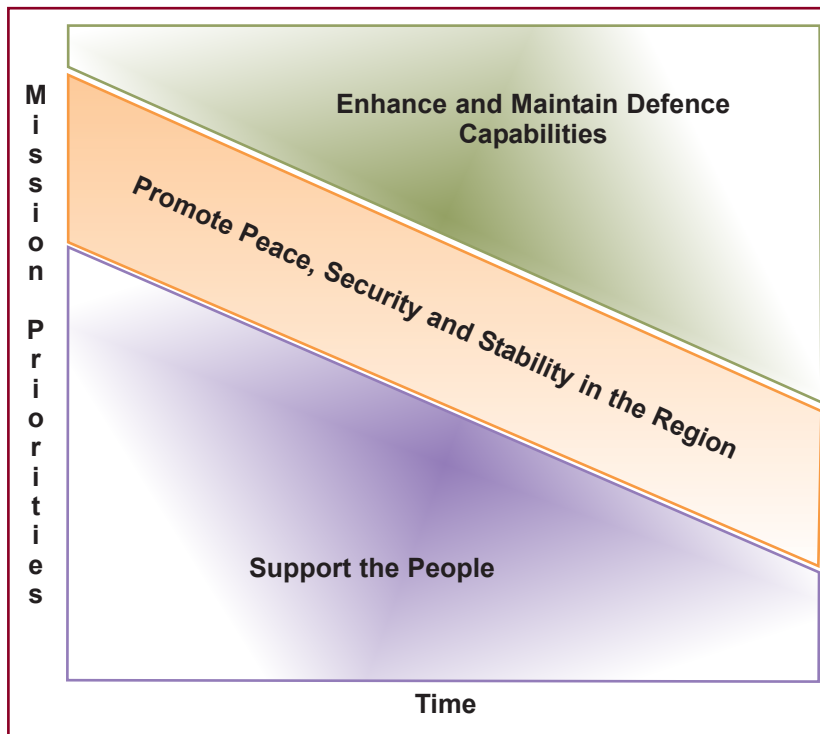 Mission Priorities
Enhance and Maintain Defence
Capabilities
Promote Peace, Security and Stability in the Region
Support the People
Time